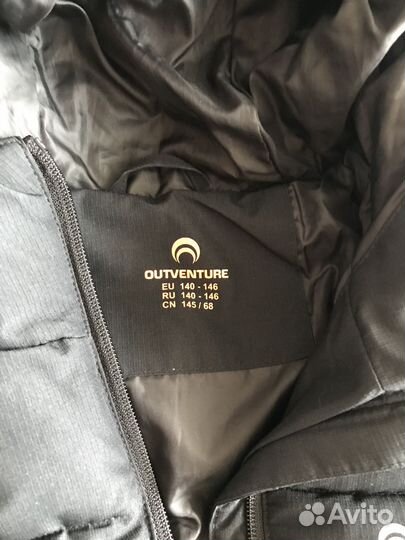 OUTVENTURE
EU 140 - 146
RU 140 - 146
CN 145 / 68
Avito